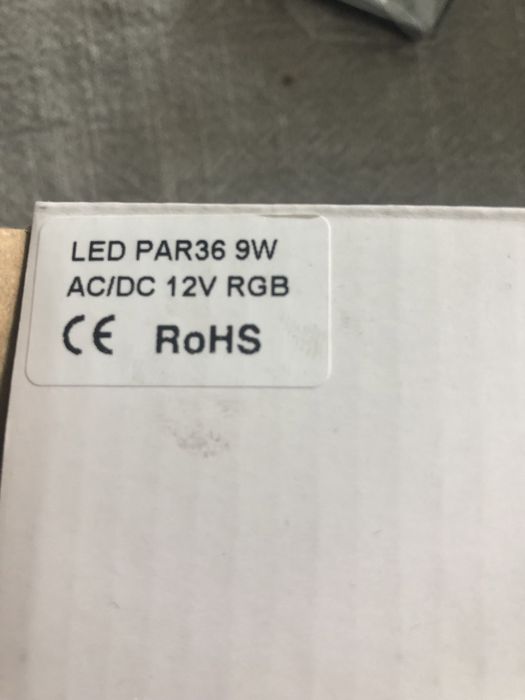 LED PAR36 9W
AC/DC 12V RGB
CE RoHS